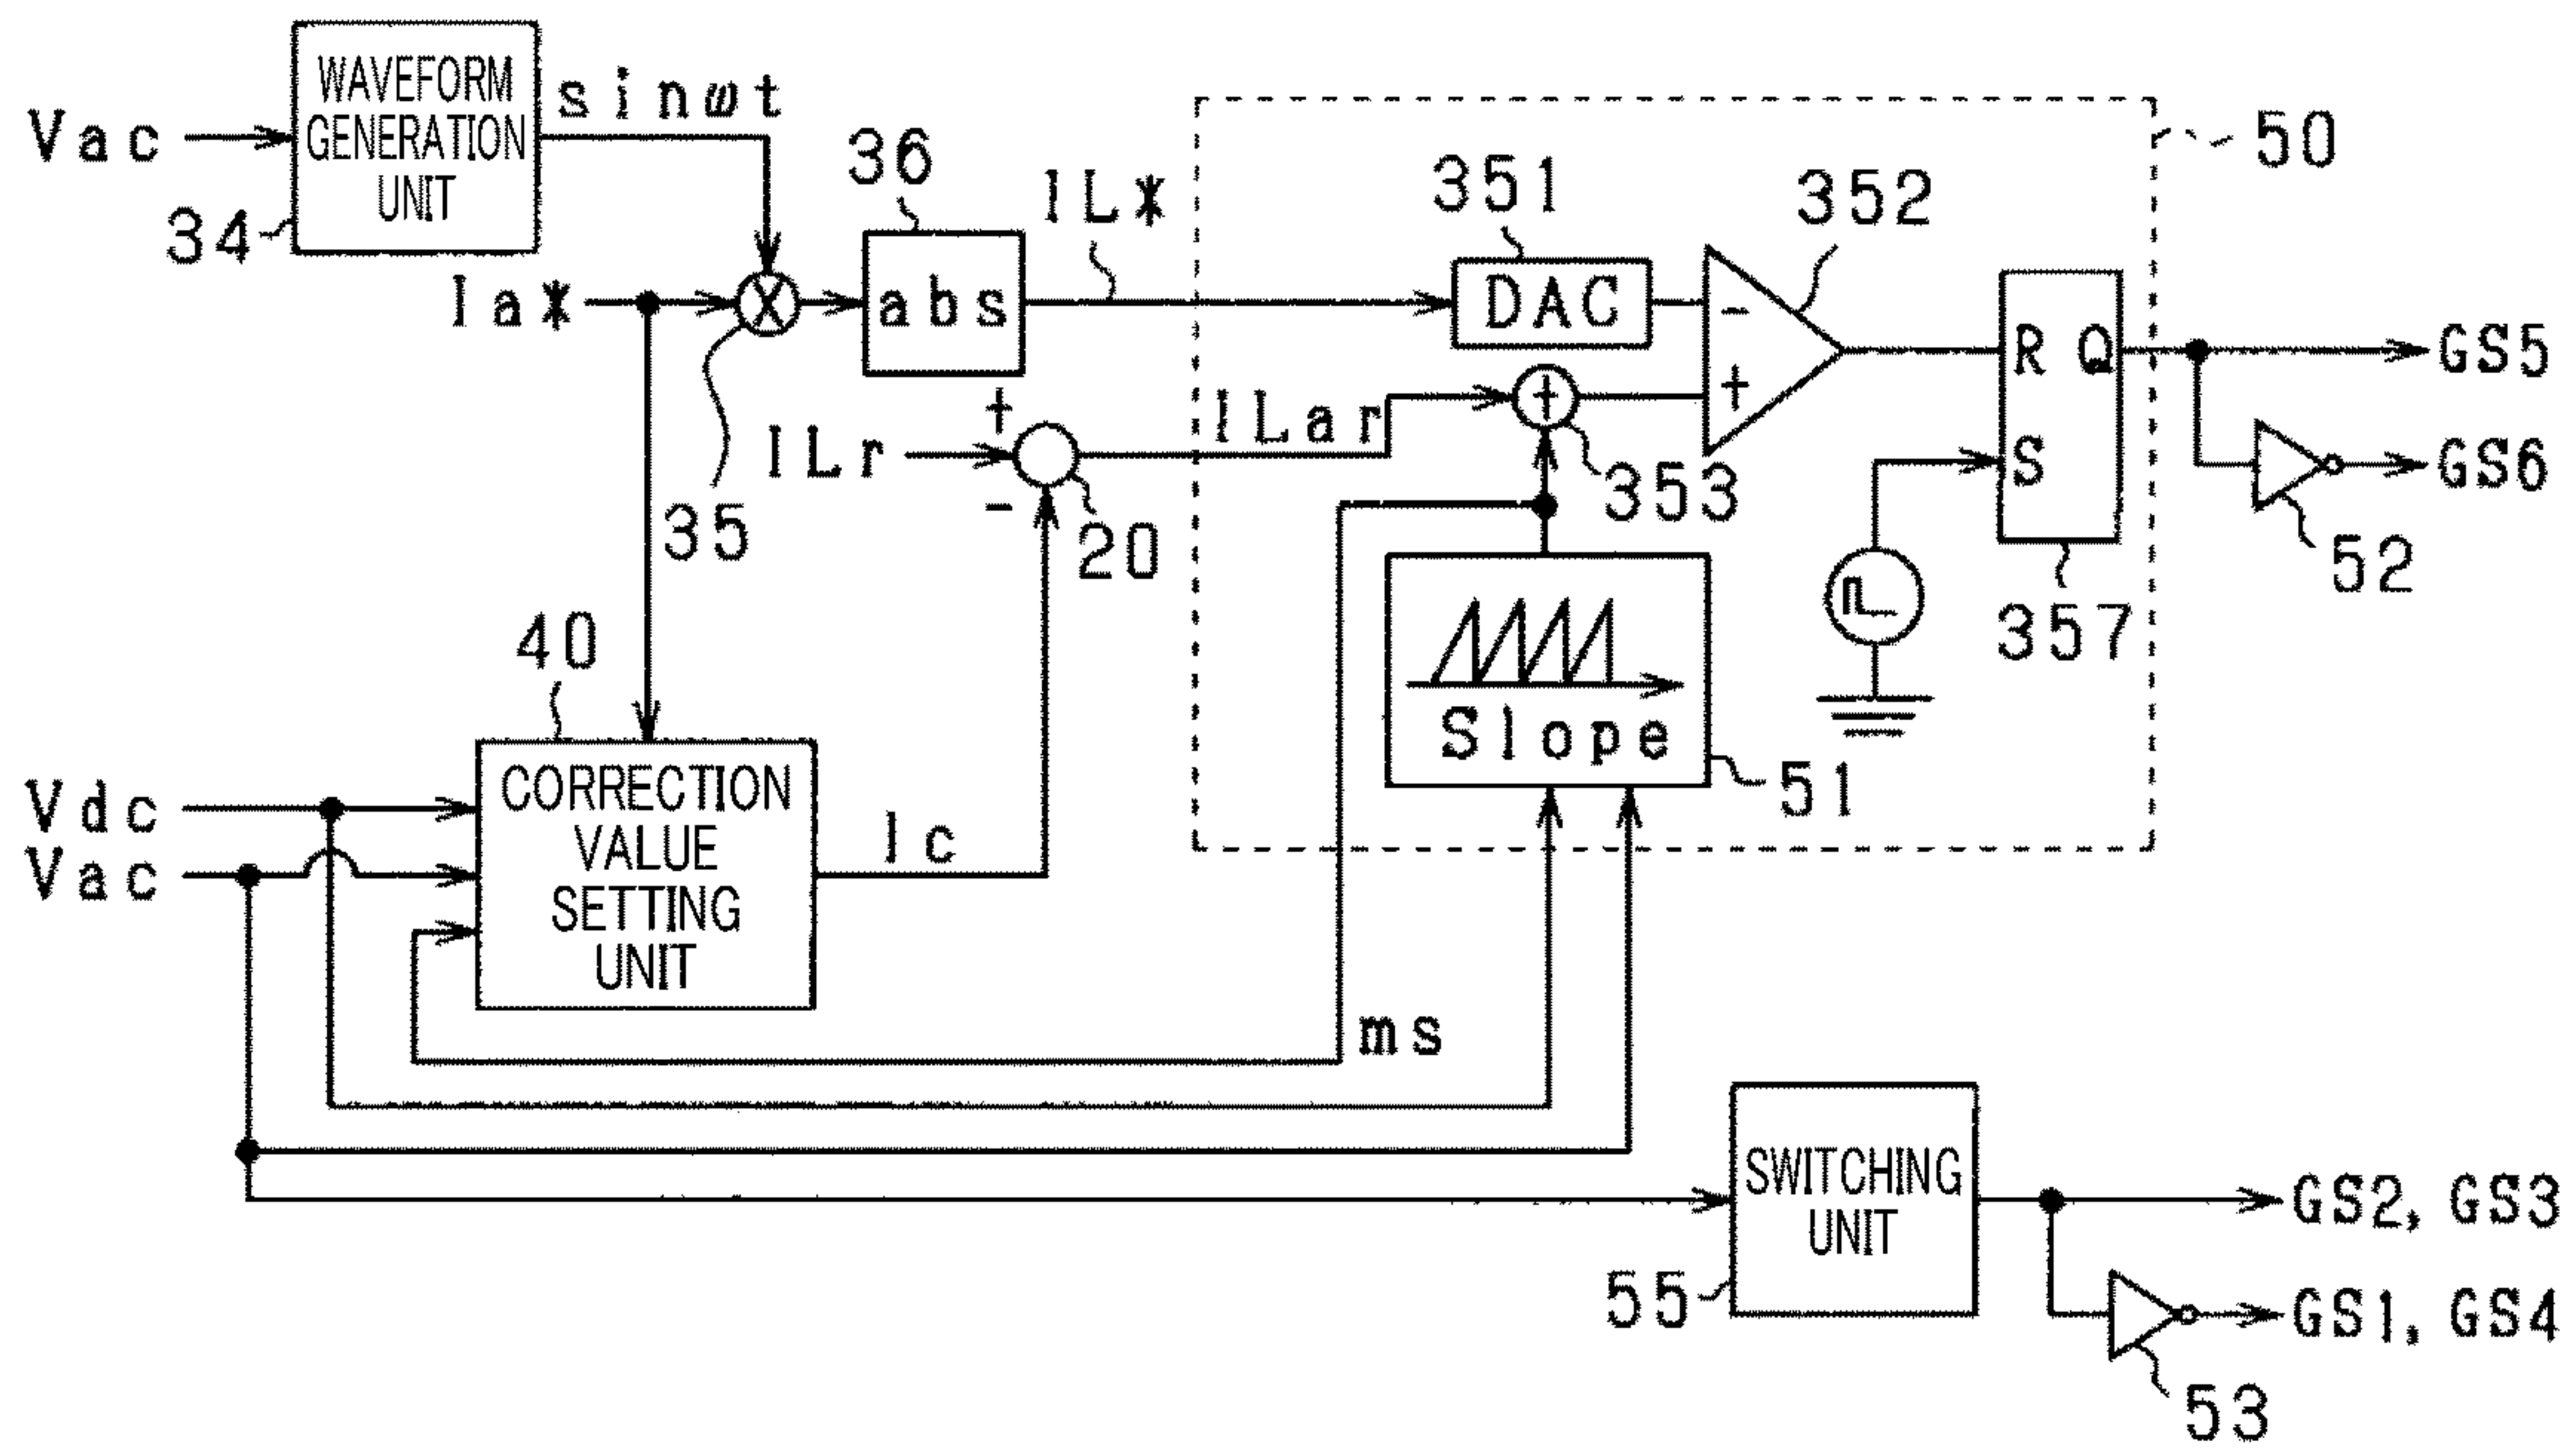 WAVEFORM
GENERATION
UNIT
34
Vac
sinωt
Ia*
X
35
36
abs
IL*
ILr
+
-
20
ILar
50
351
DAC
352
-
+
+
353
R Q
S
357
GS5
GS6
52
Slope
51
40
Vdc
Vac
CORRECTION
VALUE
SETTING
UNIT
Ic
ms
SWITCHING
UNIT
55
GS2, GS3
GS1, GS4
53